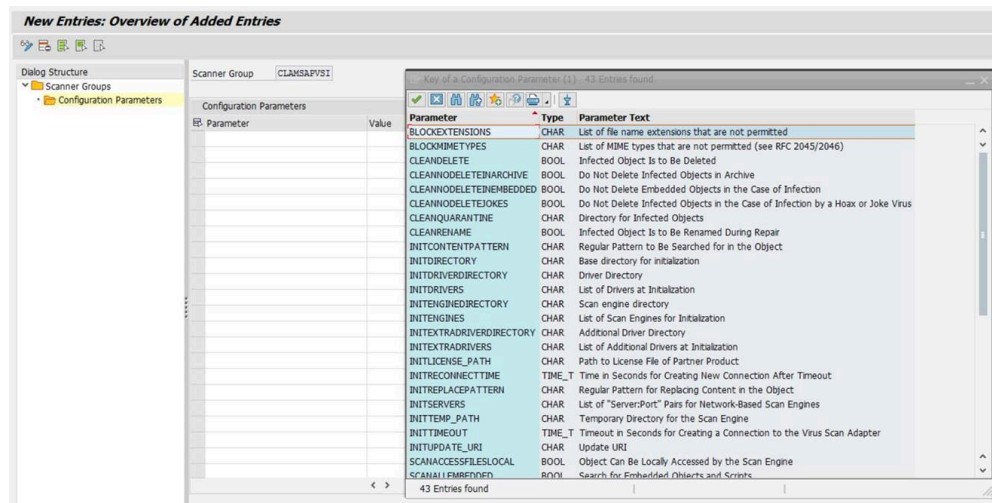 New Entries: Overview of Added Entries
Dialog Structure
Scanner Groups
Configuration Parameters
Scanner Group CLAMSAPVSI
Configuration Parameters
Parameter Value
Key of a Configuration Parameter (1) 43 Entries found
Parameter Type Parameter Text
BLOCKEXTENSIONS CHAR List of file name extensions that are not permitted
BLOCKMIMETYPES CHAR List of MIME types that are not permitted (see RFC 2045/2046)
CLEANDELETE BOOL Infected Object Is to Be Deleted
CLEANNODELETEINARCHIVE BOOL Do Not Delete Infected Objects in Archive
CLEANNODELETEINEMBEDDED BOOL Do Not Delete Embedded Objects in the Case of Infection
CLEANNODELETEJOKES BOOL Do Not Delete Infected Objects in the Case of Infection by a Hoax or Joke Virus
CLEANQUARANTINE CHAR Directory for Infected Objects
CLEANRENAME BOOL Infected Object Is to Be Renamed During Repair
INITCONTENTPATTERN CHAR Regular Pattern to Be Searched for in the Object
INITDIRECTORY CHAR Base directory for initialization
INITDRIVERDIRECTORY CHAR Driver Directory
INITDRIVERS CHAR List of Drivers at Initialization
INITENGINEDIRECTORY CHAR Scan engine directory
INITENGINES CHAR List of Scan Engines for Initialization
INITEXTRADRIVERDIRECTORY CHAR Additional Driver Directory
INITEXTRADRIVERS CHAR List of Additional Drivers at Initialization
INITLICENSE_PATH CHAR Path to License File of Partner Product
INITRECONNECTTIME TIME_T Time in Seconds for Creating New Connection After Timeout
INITREPLACEPATTERN CHAR Regular Pattern for Replacing Content in the Object
INITSERVERS CHAR List of "Server:Port" Pairs for Network-Based Scan Engines
INITTEMP_PATH CHAR Temporary Directory for the Scan Engine
INITTIMEOUT TIME_T Timeout in Seconds for Creating a Connection to the Virus Scan Adapter
INITUPDATE_URI CHAR Update URI
SCANACCESSFILESLOCAL BOOL Object Can Be Locally Accessed by the Scan Engine
SCANALLEMBEDDED BOOL Search for Embedded Objects and Scripts
43 Entries found